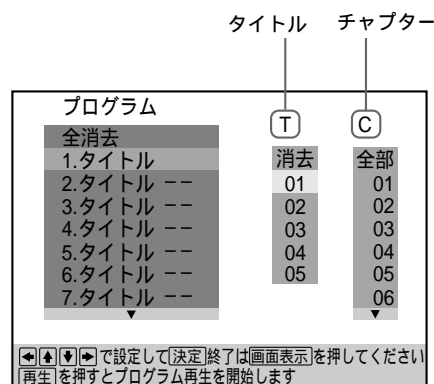 タイトル チャプター
プログラム
T C
全消去
1.タイトル
2.タイトル －－
3.タイトル －－
4.タイトル －－
5.タイトル －－
6.タイトル －－
7.タイトル －－
▼
消去
01
02
03
04
05
全部
01
02
03
04
05
06
▼
←↑↓→で設定して決定終了は画面表示を押してください
再生を押すとプログラム再生を開始します